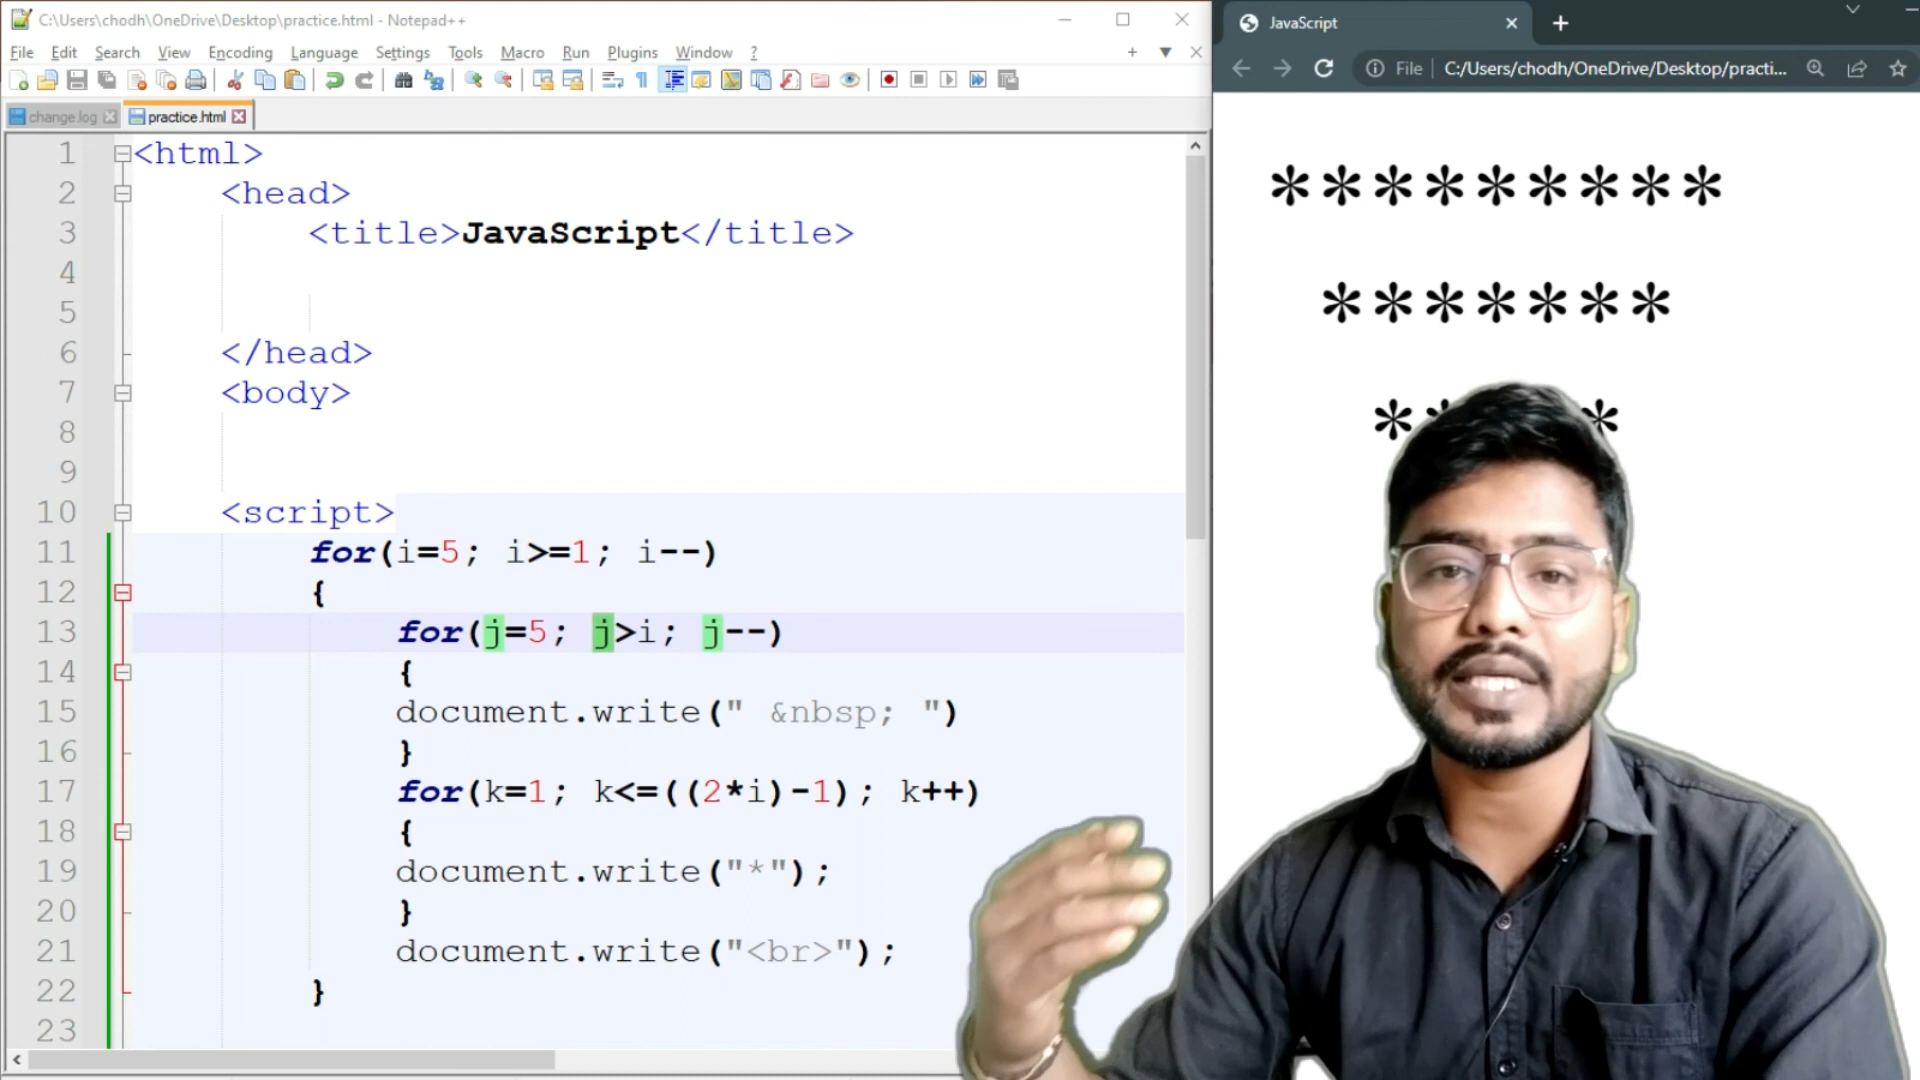 C:\Users\chodh\OneDrive\Desktop\practice.html - Notepad++
File Edit Search View Encoding Language Settings Tools Macro Run Plugins Window ?
change.log practice.html
1 <html>
2 <head>
3 <title>JavaScript</title>
4
5
6 </head>
7 <body>
8
9
10 <script>
11 for(i=5; i>=1; i--)
12 {
13 for(j=5; j>i; j--)
14 {
15 document.write(" &nbsp; ")
16 }
17 for(k=1; k<=((2*i)-1); k++)
18 {
19 document.write("*");
20 }
21 document.write("<br>");
22 }
23
JavaScript
File C:/Users/chodh/OneDrive/Desktop/practi...
*********
*******
** *